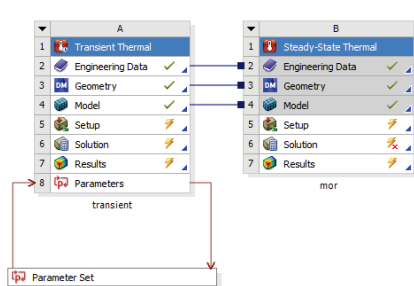 A
1 Transient Thermal
2 Engineering Data
3 DM Geometry
4 Model
5 Setup
6 Solution
7 Results
8 Parameters
transient
B
1 Steady-State Thermal
2 Engineering Data
3 DM Geometry
4 Model
5 Setup
6 Solution
7 Results
mor
Parameter Set